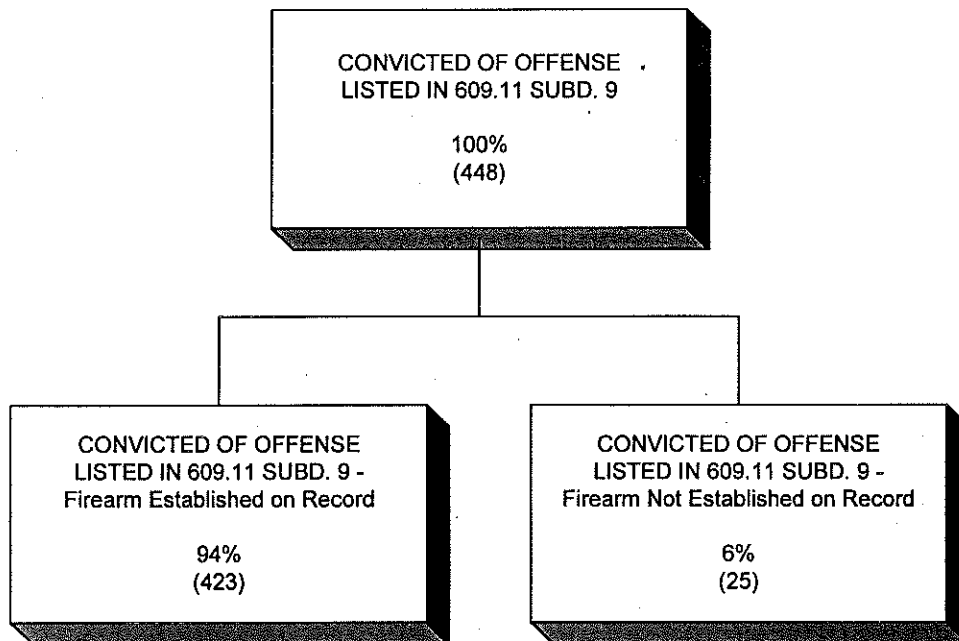 CONVICTED OF OFFENSE
LISTED IN 609.11 SUBD. 9
100%
(448)
CONVICTED OF OFFENSE
LISTED IN 609.11 SUBD. 9 -
Firearm Established on Record
94%
(423)
CONVICTED OF OFFENSE
LISTED IN 609.11 SUBD. 9 -
Firearm Not Established on Record
6%
(25)